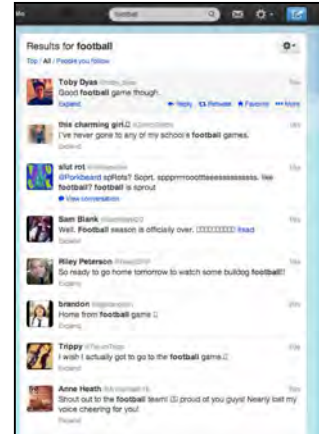 football
Results for football
Top / All / People you follow
Toby Dyas
Good football game though.
Expand Reply Retweet Favorite More
this charming girl.
I've never gone to any of my school's football games.
Expand
slut rot
@Porkbeard spRots? Soprt. sppprrrroottteessssssssss. like
football? football is sprout
View conversation
Sam Blank
Well. Football season is officially over. #sad
Expand
Riley Peterson
So ready to go home tomorrow to watch some bulldog football!!
Expand
brandon
Home from football game
Expand
Trippy
I wish I actually got to go to the football game.
Expand
Anne Heath
Shout out to the football team! proud of you guys! Nearly lost my
voice cheering for you!
Expand